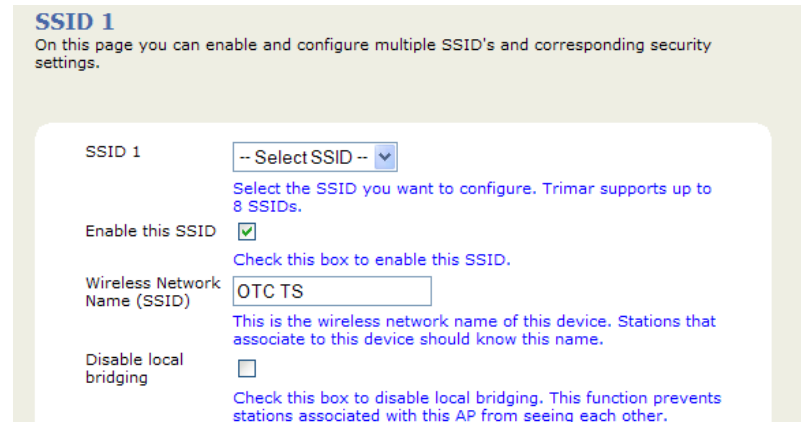 SSID 1
On this page you can enable and configure multiple SSID's and corresponding security
settings.
SSID 1
-- Select SSID --
Select the SSID you want to configure. Trimar supports up to
8 SSIDs.
Enable this SSID
Check this box to enable this SSID.
Wireless Network
Name (SSID)
OTC TS
This is the wireless network name of this device. Stations that
associate to this device should know this name.
Disable local
bridging
Check this box to disable local bridging. This function prevents
stations associated with this AP from seeing each other.